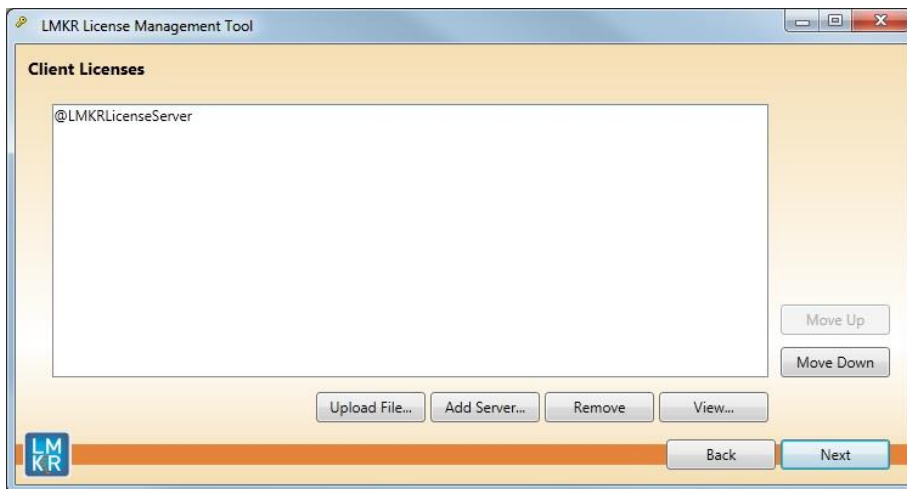 LMKR License Management Tool
Client Licenses
@LMKRLicenseServer
Move Up
Move Down
Upload File...
Add Server...
Remove
View...
LM
KR
Back
Next